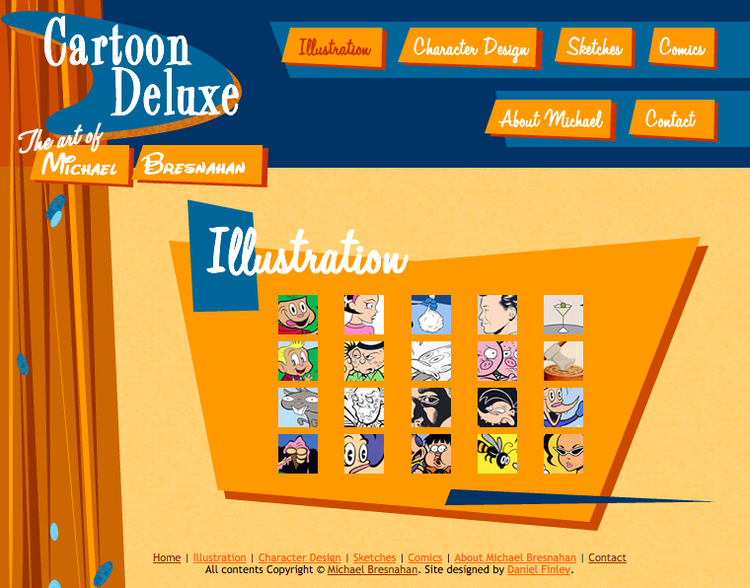 Cartoon
Deluxe
The art of
Michael Bresnahan
Illustration Character Design Sketches Comics
About Michael Contact
Illustration
Home | Illustration | Character Design | Sketches | Comics | About Michael Bresnahan | Contact
All contents Copyright © Michael Bresnahan. Site designed by Daniel Finley.